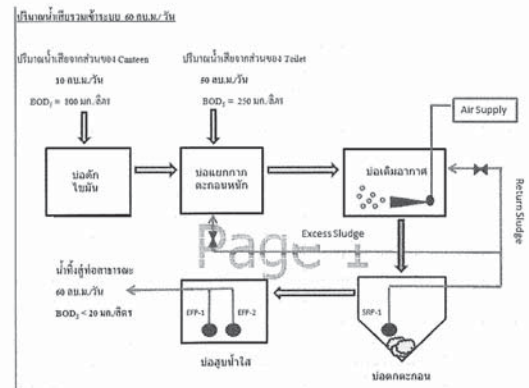 ปริมาณน้ำเสียรวมเข้าระบบ 60 ลบ.ม./วัน
ปริมาณน้ำเสียจากส่วนของ Canteen
10 ลบ.ม/วัน
BOD₅ = 800 มก./ลิตร
ปริมาณน้ำเสียจากส่วนของ Toilet
50 ลบ.ม/วัน
BOD₅ = 250 มก./ลิตร
Air Supply
บ่อดัก
ไขมัน
บ่อแยกกาก
ตะกอนหนัก
บ่อเติมอากาศ
Return Sludge
Excess Sludge
Page 1
น้ำทิ้งสู่ท่อสาธารณะ
60 ลบ.ม./วัน
BOD₅ < 20 มก./ลิตร
EFP-1
EFP-2
SRP-1
บ่อสูบน้ำใส
บ่อตกตะกอน